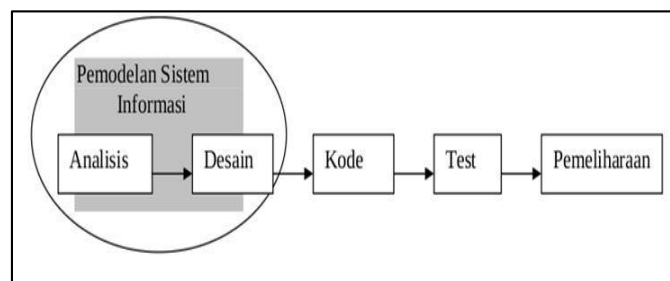 Pemodelan Sistem
Informasi
Analisis
Desain
Kode
Test
Pemeliharaan